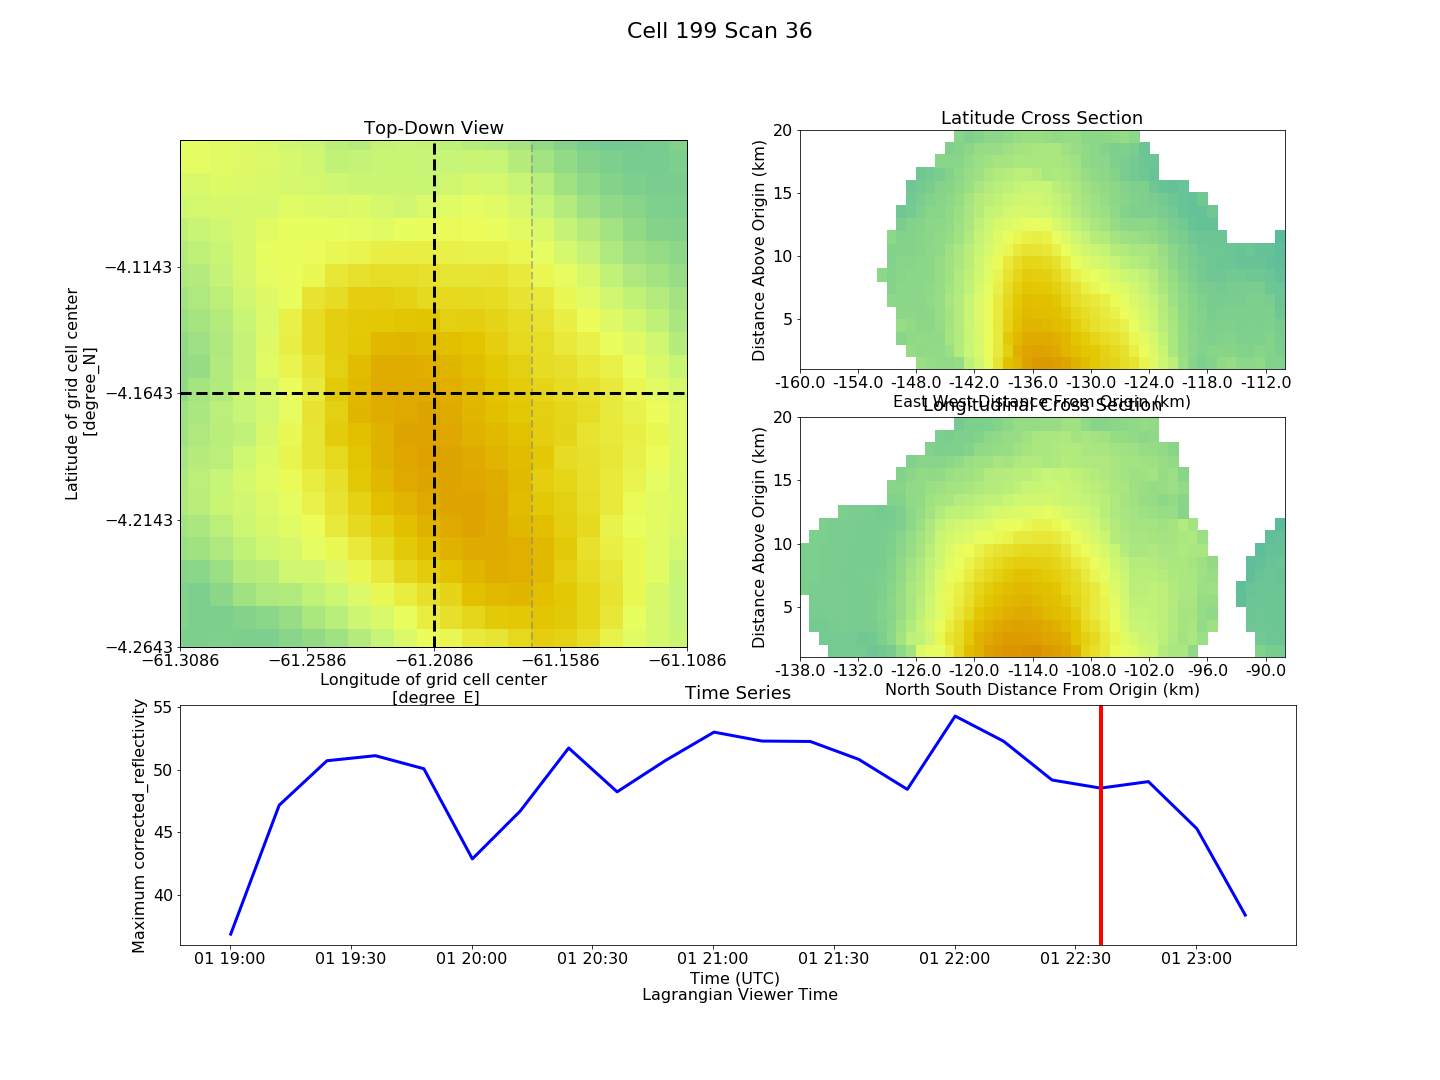 Cell 199 Scan 36
Top-Down View
−4.1143
−4.1643
−4.2143
−4.2643
Latitude of grid cell center
[degree_N]
−61.3086 −61.2586 −61.2086 −61.1586 −61.1086
Longitude of grid cell center
[degree_E]
Latitude Cross Section
20
15
10
5
Distance Above Origin (km)
-160.0 -154.0 -148.0 -142.0 -136.0 -130.0 -124.0 -118.0 -112.0
East West Distance From Origin (km)
Longitudinal Cross Section
20
15
10
5
Distance Above Origin (km)
-138.0 -132.0 -126.0 -120.0 -114.0 -108.0 -102.0 -96.0 -90.0
North South Distance From Origin (km)
Time Series
55
50
45
40
Maximum corrected_reflectivity
01 19:00 01 19:30 01 20:00 01 20:30 01 21:00 01 21:30 01 22:00 01 22:30 01 23:00
Time (UTC)
Lagrangian Viewer Time